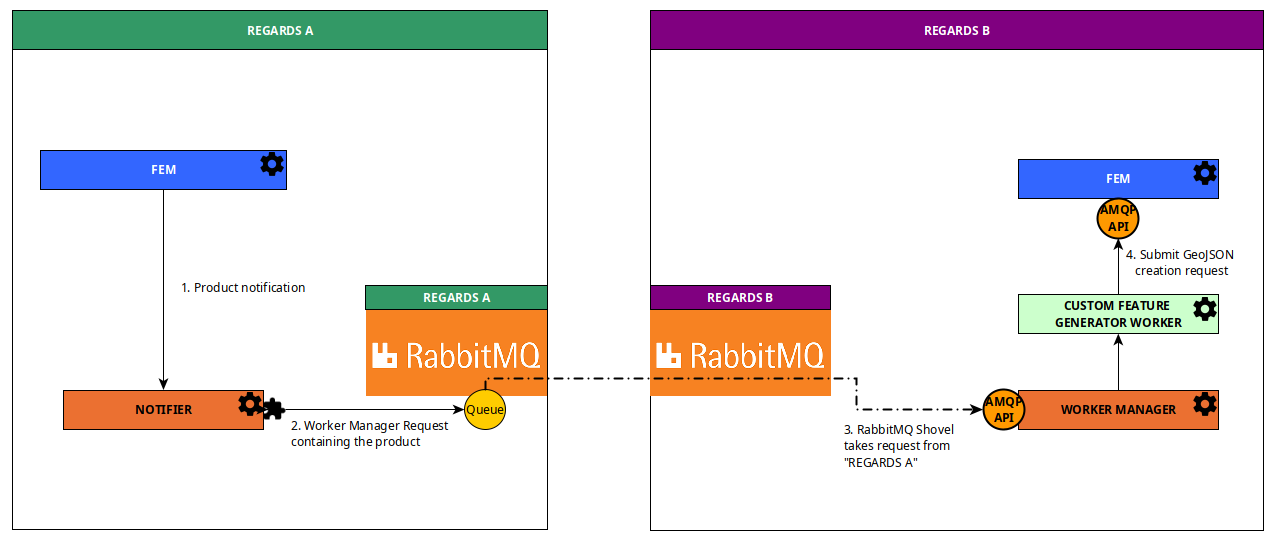 REGARDS A
REGARDS B
FEM
FEM
AMQP
API
4. Submit GeoJSON
creation request
1. Product notification
REGARDS A
REGARDS B
CUSTOM FEATURE
GENERATOR WORKER
RabbitMQ
RabbitMQ
NOTIFIER
Queue
AMQP
API
WORKER MANAGER
2. Worker Manager Request
containing the product
3. RabbitMQ Shovel
takes request from
"REGARDS A"